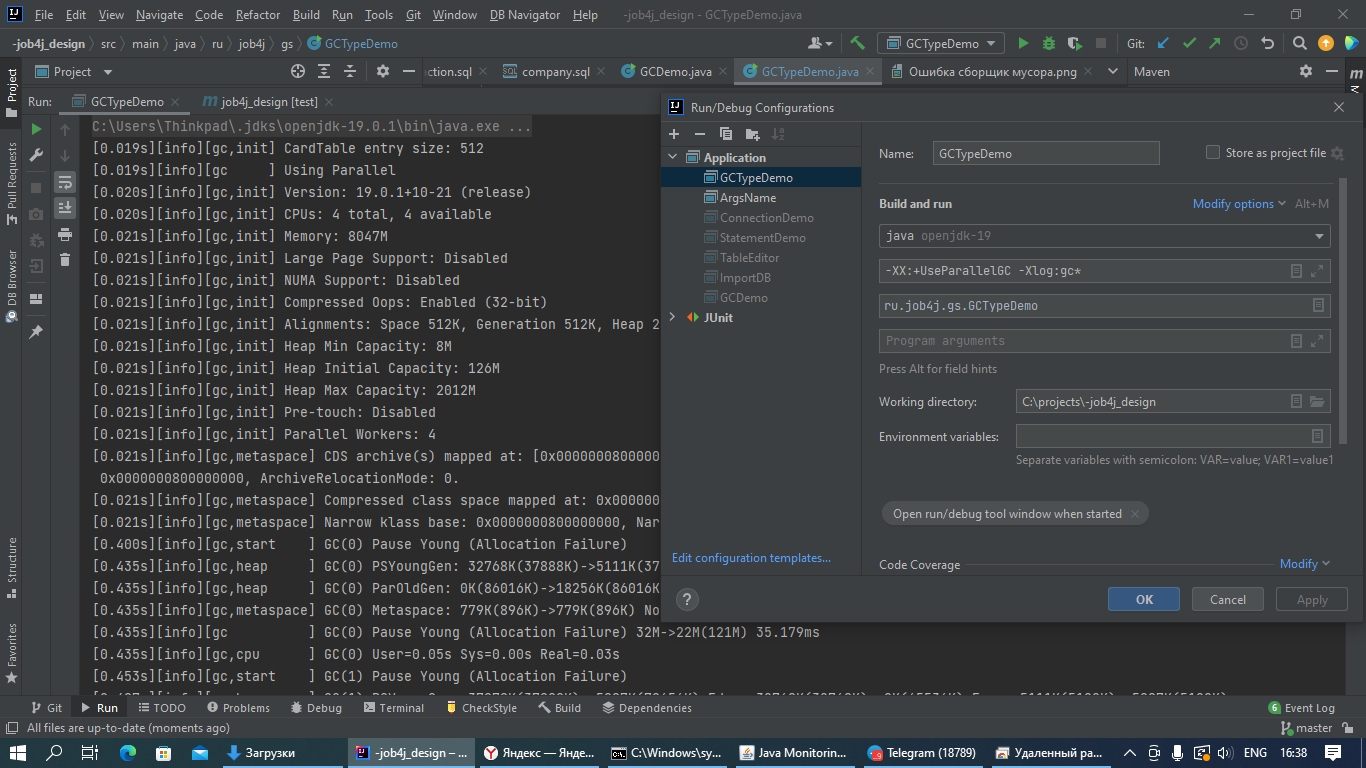 File Edit View Navigate Code Refactor Build Run Tools Git Window DB Navigator Help -job4j_design - GCTypeDemo.java
-job4j_design src main java ru job4j gs GCTypeDemo
GCTypeDemo Git:
Project
ction.sql company.sql GCDemo.java GCTypeDemo.java Ошибка сборщик мусора.png Maven
Run: GCTypeDemo job4j_design [test]
C:\Users\Thinkpad\.jdks\openjdk-19.0.1\bin\java.exe ...
[0.019s][info][gc,init] CardTable entry size: 512
[0.019s][info][gc     ] Using Parallel
[0.020s][info][gc,init] Version: 19.0.1+10-21 (release)
[0.020s][info][gc,init] CPUs: 4 total, 4 available
[0.021s][info][gc,init] Memory: 8047M
[0.021s][info][gc,init] Large Page Support: Disabled
[0.021s][info][gc,init] NUMA Support: Disabled
[0.021s][info][gc,init] Compressed Oops: Enabled (32-bit)
[0.021s][info][gc,init] Alignments: Space 512K, Generation 512K, Heap 2
[0.021s][info][gc,init] Heap Min Capacity: 8M
[0.021s][info][gc,init] Heap Initial Capacity: 126M
[0.021s][info][gc,init] Heap Max Capacity: 2012M
[0.021s][info][gc,init] Pre-touch: Disabled
[0.021s][info][gc,init] Parallel Workers: 4
[0.021s][info][gc,metaspace] CDS archive(s) mapped at: [0x0000000800000
0x0000000800000000, ArchiveRelocationMode: 0.
[0.021s][info][gc,metaspace] Compressed class space mapped at: 0x000000
[0.021s][info][gc,metaspace] Narrow klass base: 0x0000000800000000, Nar
[0.400s][info][gc,start    ] GC(0) Pause Young (Allocation Failure)
[0.435s][info][gc,heap     ] GC(0) PSYoungGen: 32768K(37888K)->5111K(37
[0.435s][info][gc,heap     ] GC(0) ParOldGen: 0K(86016K)->18256K(86016K
[0.435s][info][gc,metaspace] GC(0) Metaspace: 779K(896K)->779K(896K) No
[0.435s][info][gc          ] GC(0) Pause Young (Allocation Failure) 32M->22M(121M) 35.179ms
[0.435s][info][gc,cpu      ] GC(0) User=0.05s Sys=0.00s Real=0.03s
[0.453s][info][gc,start    ] GC(1) Pause Young (Allocation Failure)
Run/Debug Configurations
Application
GCTypeDemo
ArgsName
ConnectionDemo
StatementDemo
TableEditor
ImportDB
GCDemo
JUnit
Edit configuration templates...
Name: GCTypeDemo Store as project file
Build and run Modify options Alt+M
java openjdk-19
-XX:+UseParallelGC -Xlog:gc*
ru.job4j.gs.GCTypeDemo
Program arguments
Press Alt for field hints
Working directory: C:\projects\-job4j_design
Environment variables:
Separate variables with semicolon: VAR=value; VAR1=value1
Open run/debug tool window when started
Code Coverage Modify
? OK Cancel Apply
Project
Pull Requests
DB Browser
Structure
Favorites
Git Run TODO Problems Debug Terminal CheckStyle Build Dependencies 6 Event Log
All files are up-to-date (moments ago) master
Загрузки -job4j_design – ... Яндекс — Янде... C:\Windows\sy... Java Monitorin... Telegram (18789) Удаленный ра... ENG 16:38